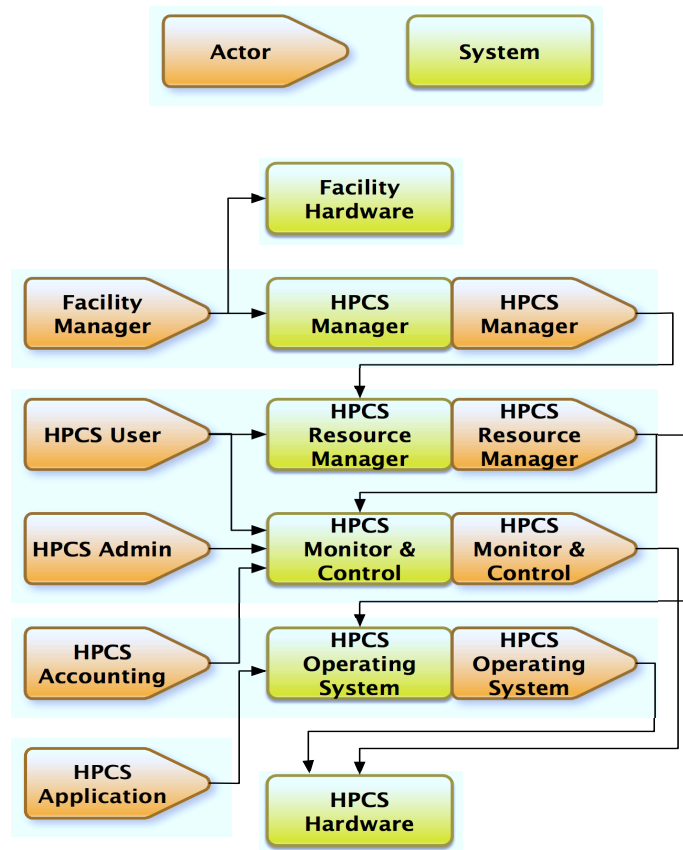 Actor
System
Facility
Hardware
Facility
Manager
HPCS
Manager
HPCS
Manager
HPCS User
HPCS
Resource
Manager
HPCS
Resource
Manager
HPCS Admin
HPCS
Monitor &
Control
HPCS
Monitor &
Control
HPCS
Accounting
HPCS
Operating
System
HPCS
Operating
System
HPCS
Application
HPCS
Hardware